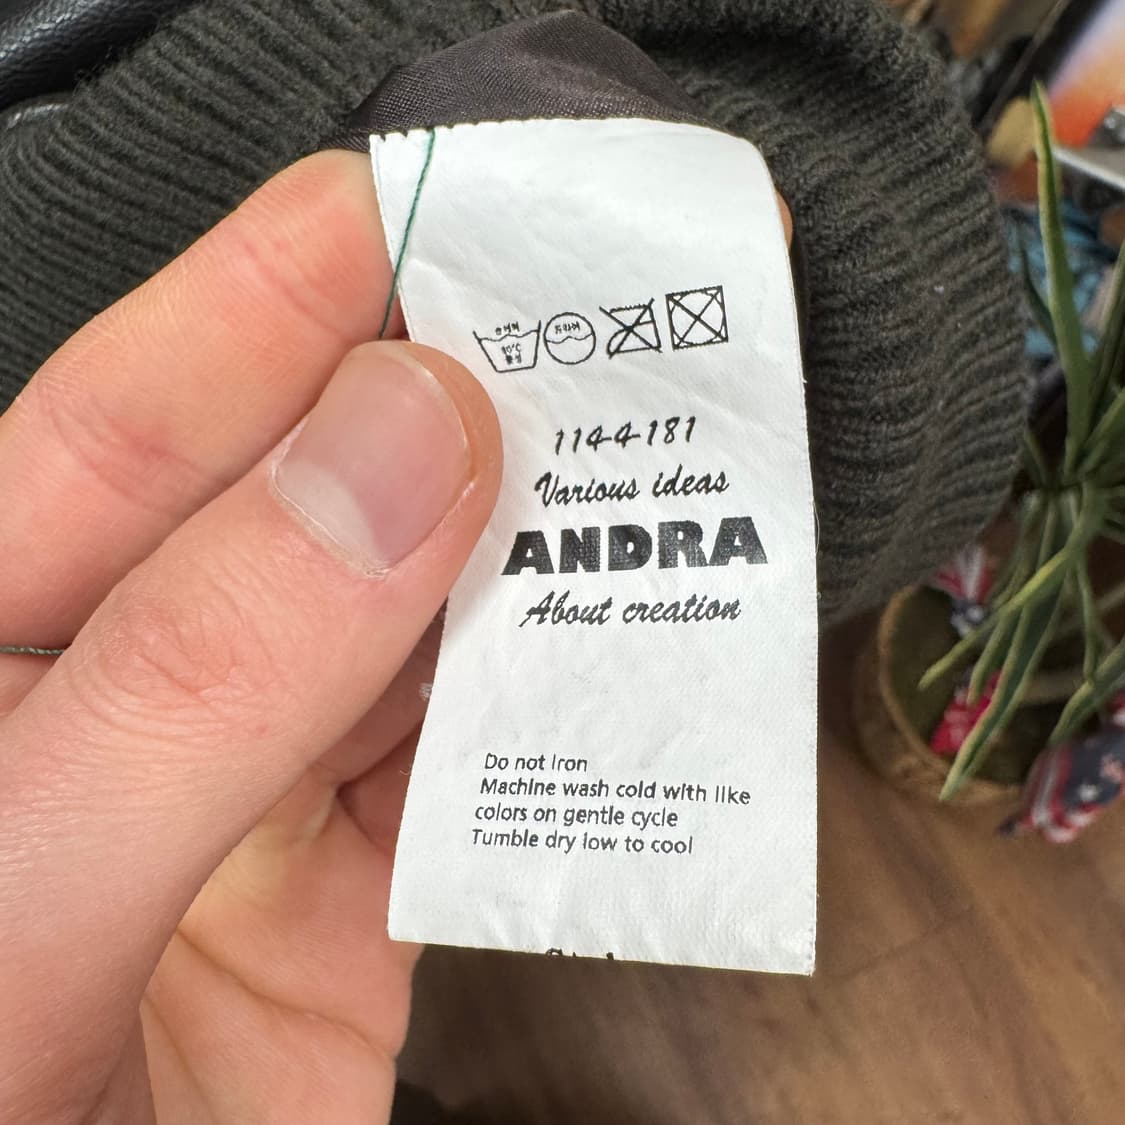 1144-181
Various ideas
ANDRA
About creation
Do not Iron
Machine wash cold with like
colors on gentle cycle
Tumble dry low to cool